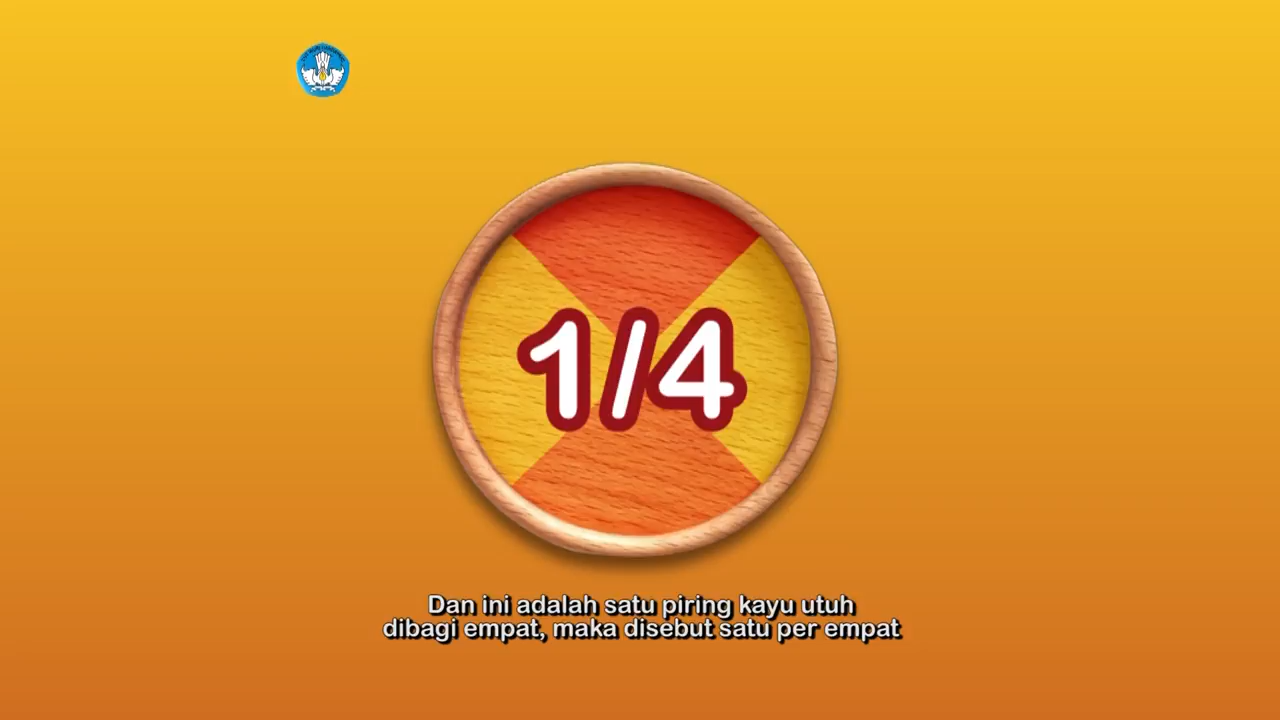 1/4
Dan ini adalah satu piring kayu utuh
dibagi empat, maka disebut satu per empat